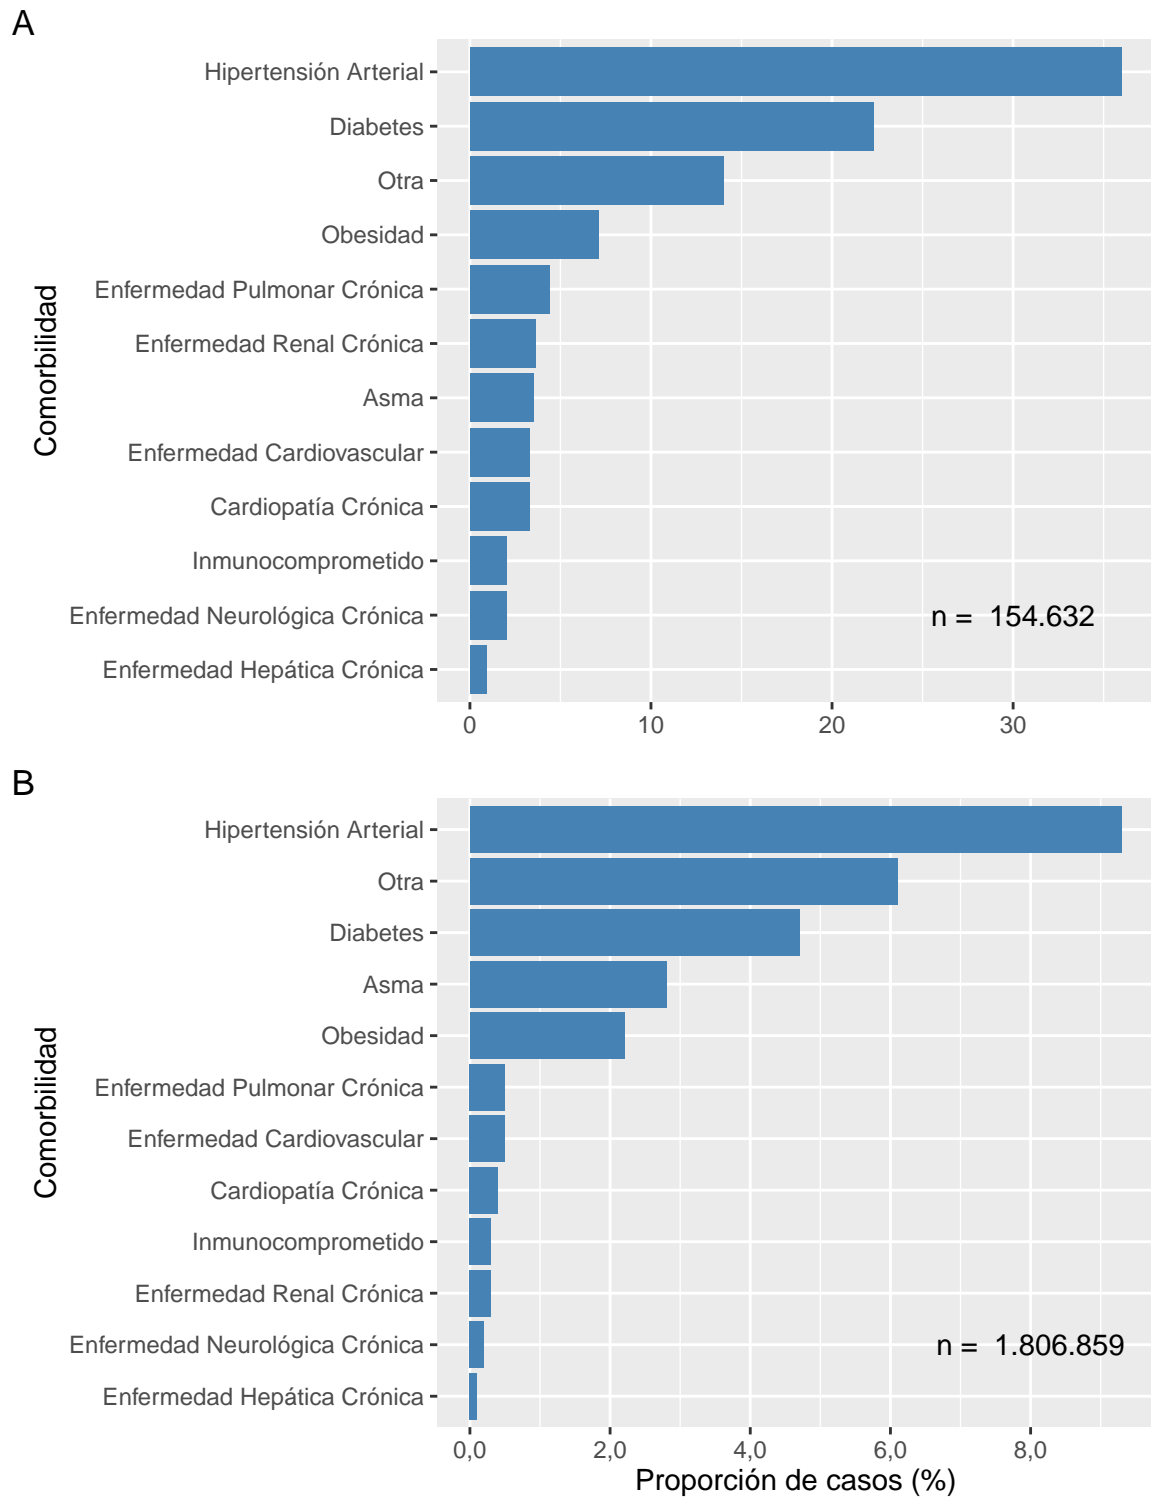 A
Hipertensión Arterial
Diabetes
Otra
Obesidad
Enfermedad Pulmonar Crónica
Enfermedad Renal Crónica
Asma
Enfermedad Cardiovascular
Cardiopatía Crónica
Inmunocomprometido
Enfermedad Neurológica Crónica
Enfermedad Hepática Crónica
Comorbilidad
n = 154.632
0 10 20 30
B
Hipertensión Arterial
Otra
Diabetes
Asma
Obesidad
Enfermedad Pulmonar Crónica
Enfermedad Cardiovascular
Cardiopatía Crónica
Inmunocomprometido
Enfermedad Renal Crónica
Enfermedad Neurológica Crónica
Enfermedad Hepática Crónica
Comorbilidad
n = 1.806.859
0,0 2,0 4,0 6,0 8,0
Proporción de casos (%)